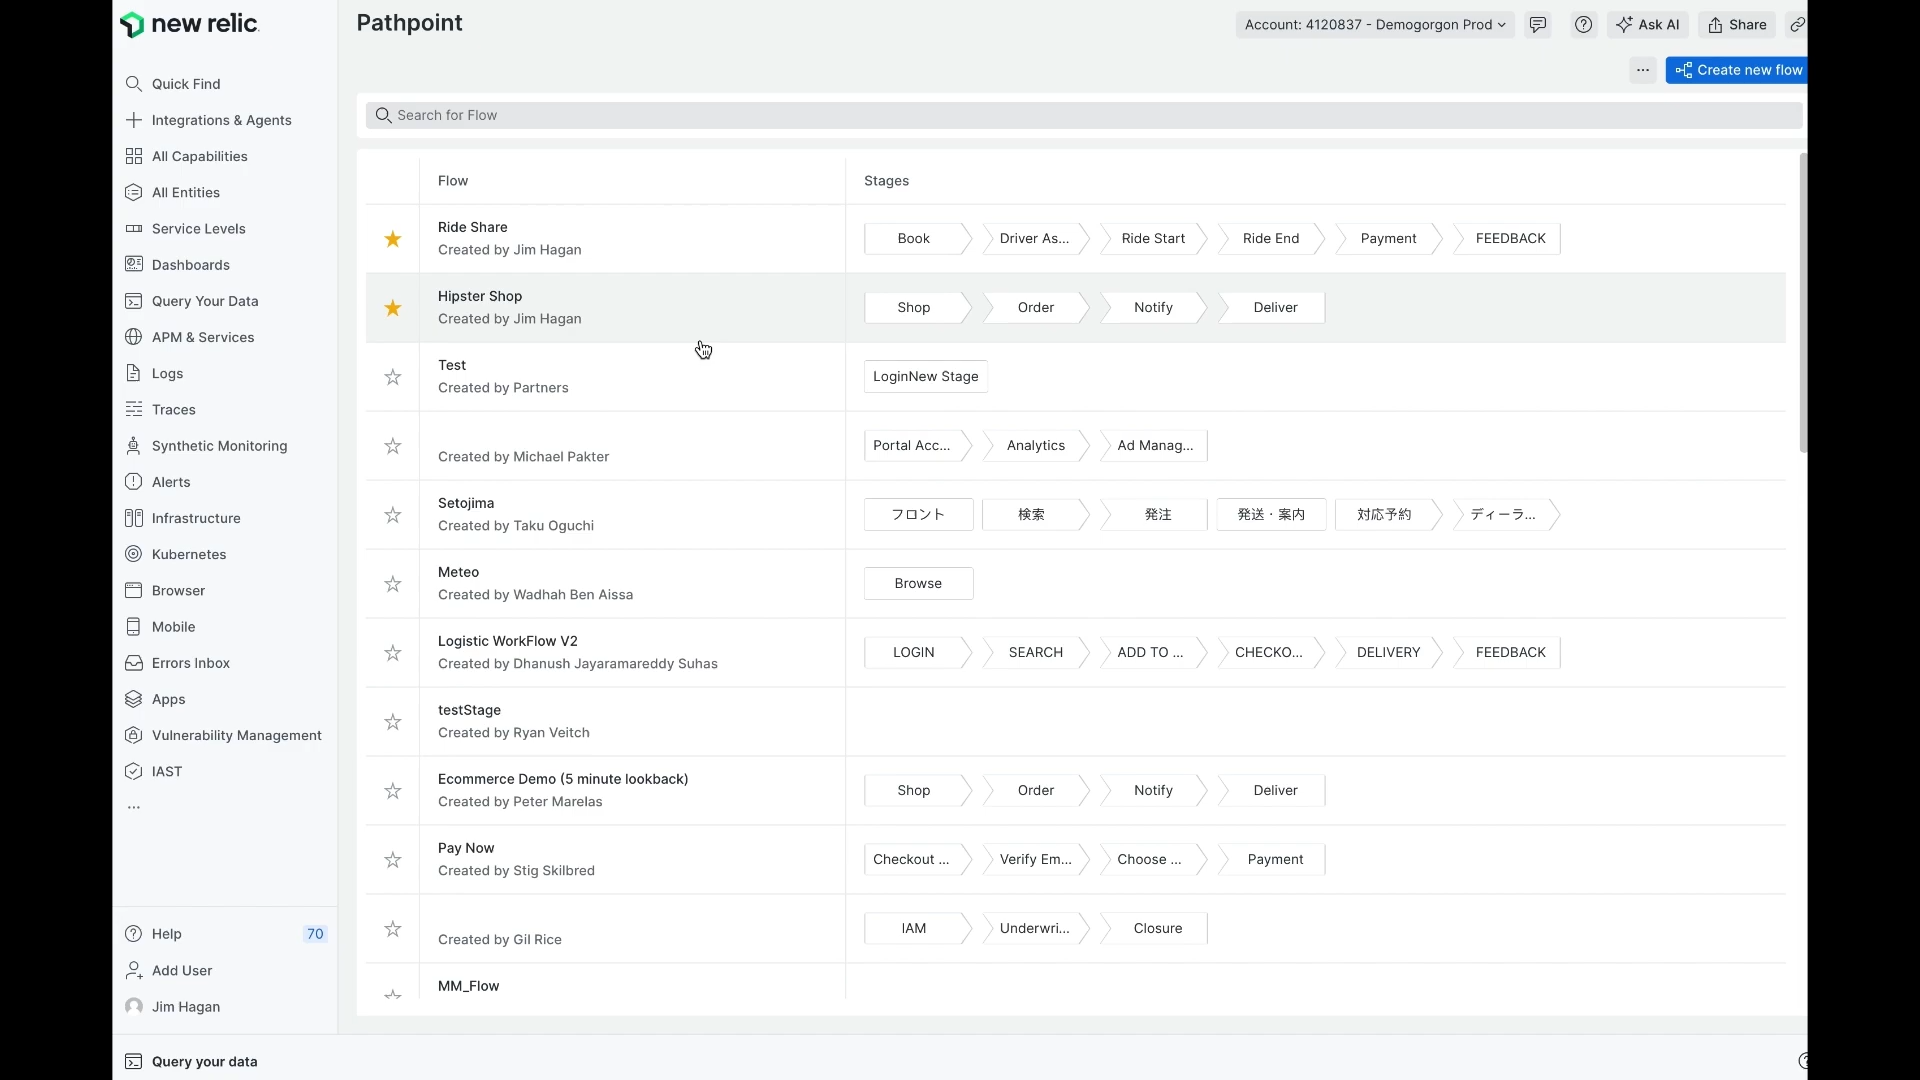 new relic
Pathpoint
Account: 4120837 - Demogorgon Prod
Ask AI
Share
...
Create new flow
Quick Find
Integrations & Agents
All Capabilities
All Entities
Service Levels
Dashboards
Query Your Data
APM & Services
Logs
Traces
Synthetic Monitoring
Alerts
Infrastructure
Kubernetes
Browser
Mobile
Errors Inbox
Apps
Vulnerability Management
IAST
...
Help 70
Add User
Jim Hagan
Query your data
Search for Flow
Flow Stages
Ride Share
Created by Jim Hagan
Book Driver As... Ride Start Ride End Payment FEEDBACK
Hipster Shop
Created by Jim Hagan
Shop Order Notify Deliver
Test
Created by Partners
LoginNew Stage
Created by Michael Pakter
Portal Acc... Analytics Ad Manag...
Setojima
Created by Taku Oguchi
フロント 検索 発注 発送・案内 対応予約 ディーラ...
Meteo
Created by Wadhah Ben Aissa
Browse
Logistic WorkFlow V2
Created by Dhanush Jayaramareddy Suhas
LOGIN SEARCH ADD TO ... CHECKO... DELIVERY FEEDBACK
testStage
Created by Ryan Veitch
Ecommerce Demo (5 minute lookback)
Created by Peter Marelas
Shop Order Notify Deliver
Pay Now
Created by Stig Skilbred
Checkout ... Verify Em... Choose ... Payment
Created by Gil Rice
IAM Underwri... Closure
MM_Flow